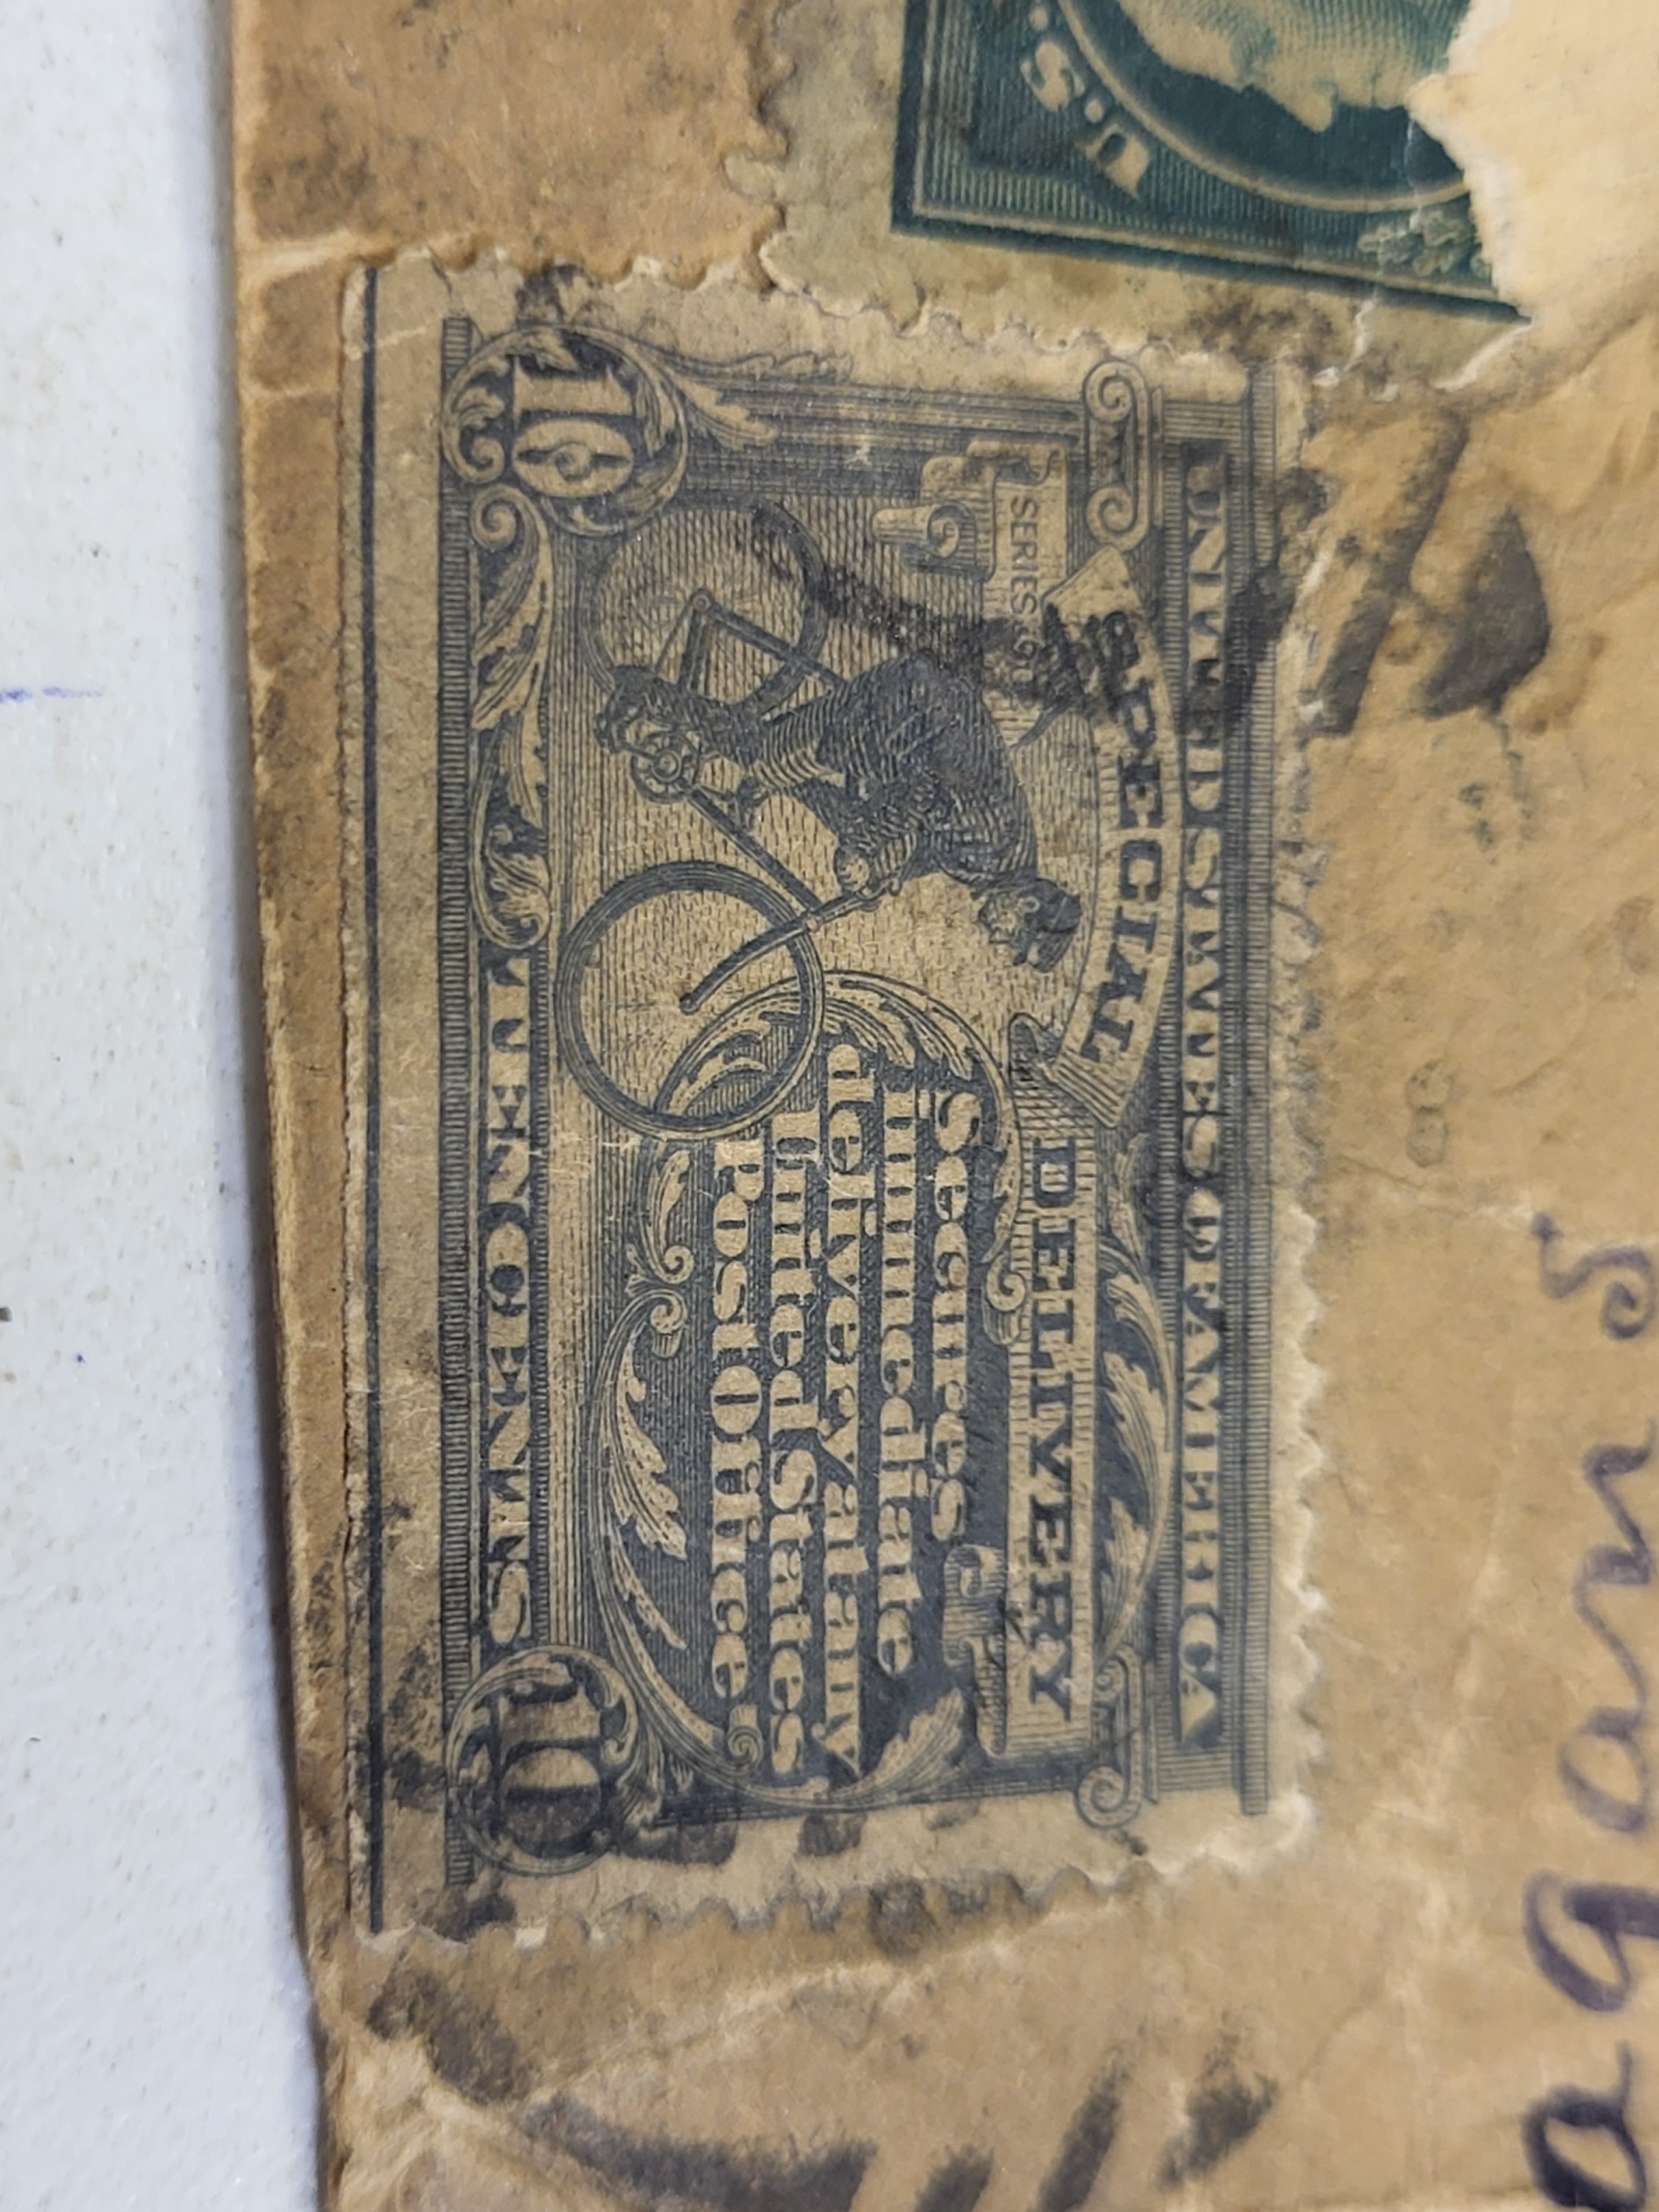 U.S.
UNITED STATES OF AMERICA
SPECIAL
DELIVERY
SERIES
Secures
immediate
delivery at any
United States
Post Office
10
TEN CENTS
10